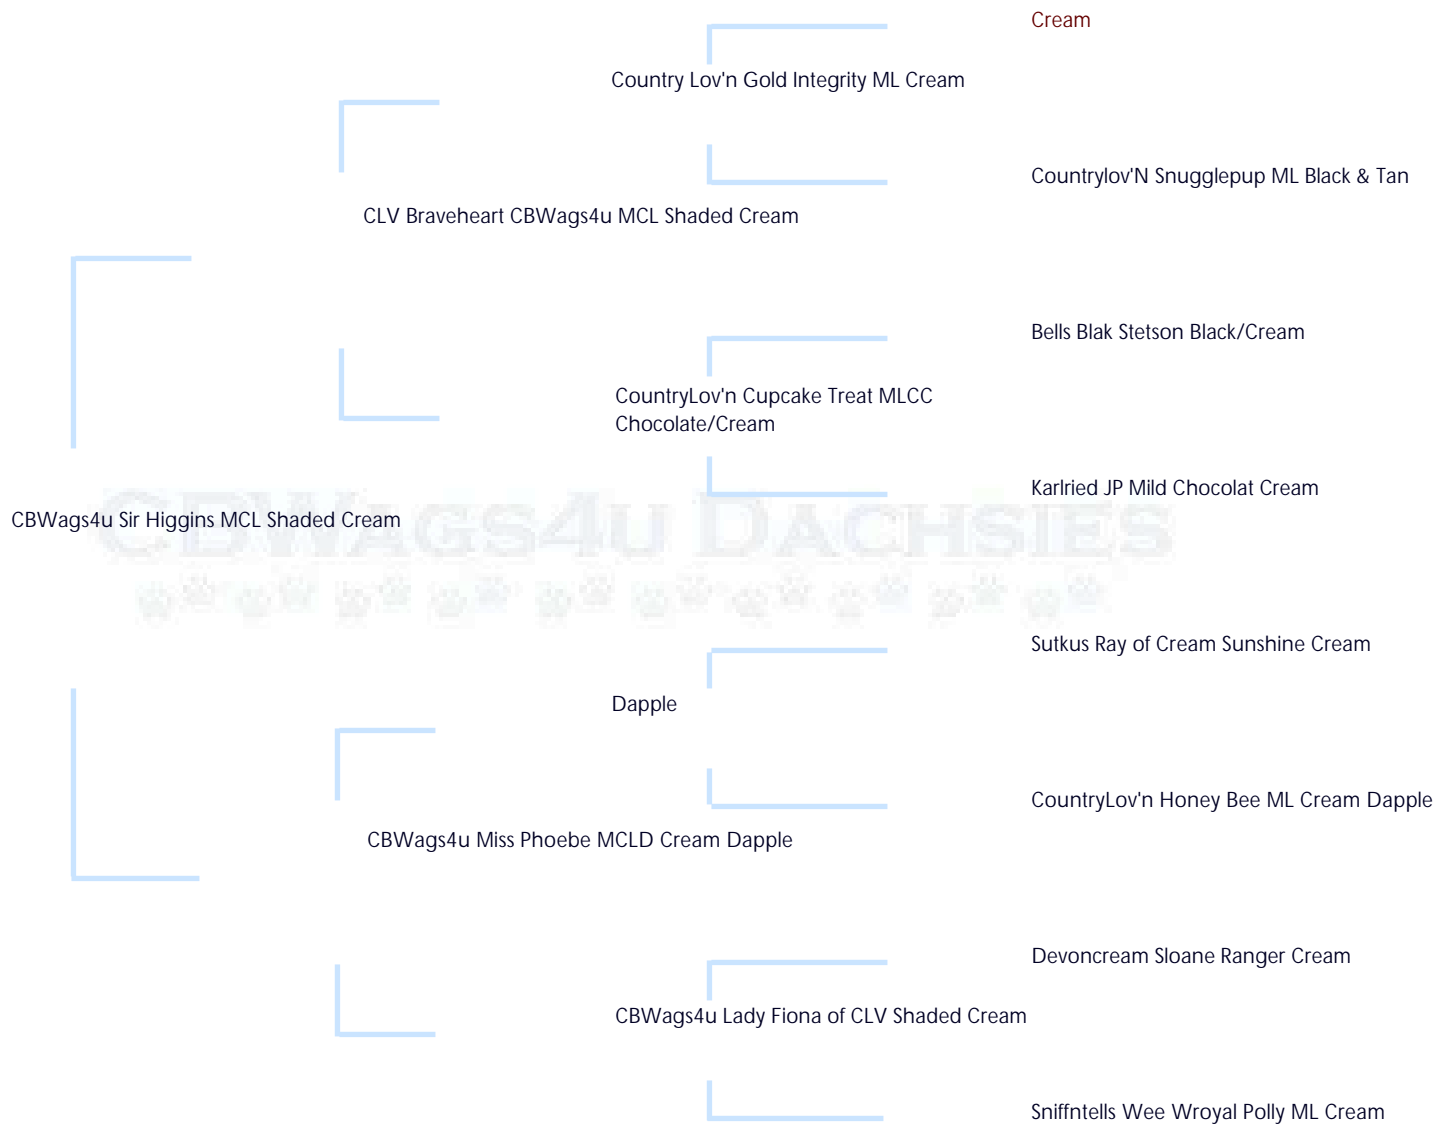 Cream
Country Lov'n Gold Integrity ML Cream
Countrylov'N Snugglepup ML Black & Tan
CLV Braveheart CBWags4u MCL Shaded Cream
Bells Blak Stetson Black/Cream
CountryLov'n Cupcake Treat MLCC
Chocolate/Cream
Karlried JP Mild Chocolat Cream
CBWags4u Sir Higgins MCL Shaded Cream
CBWags4u Dachsies
Sutkus Ray of Cream Sunshine Cream
Dapple
CountryLov'n Honey Bee ML Cream Dapple
CBWags4u Miss Phoebe MCLD Cream Dapple
Devoncream Sloane Ranger Cream
CBWags4u Lady Fiona of CLV Shaded Cream
Sniffntells Wee Wroyal Polly ML Cream